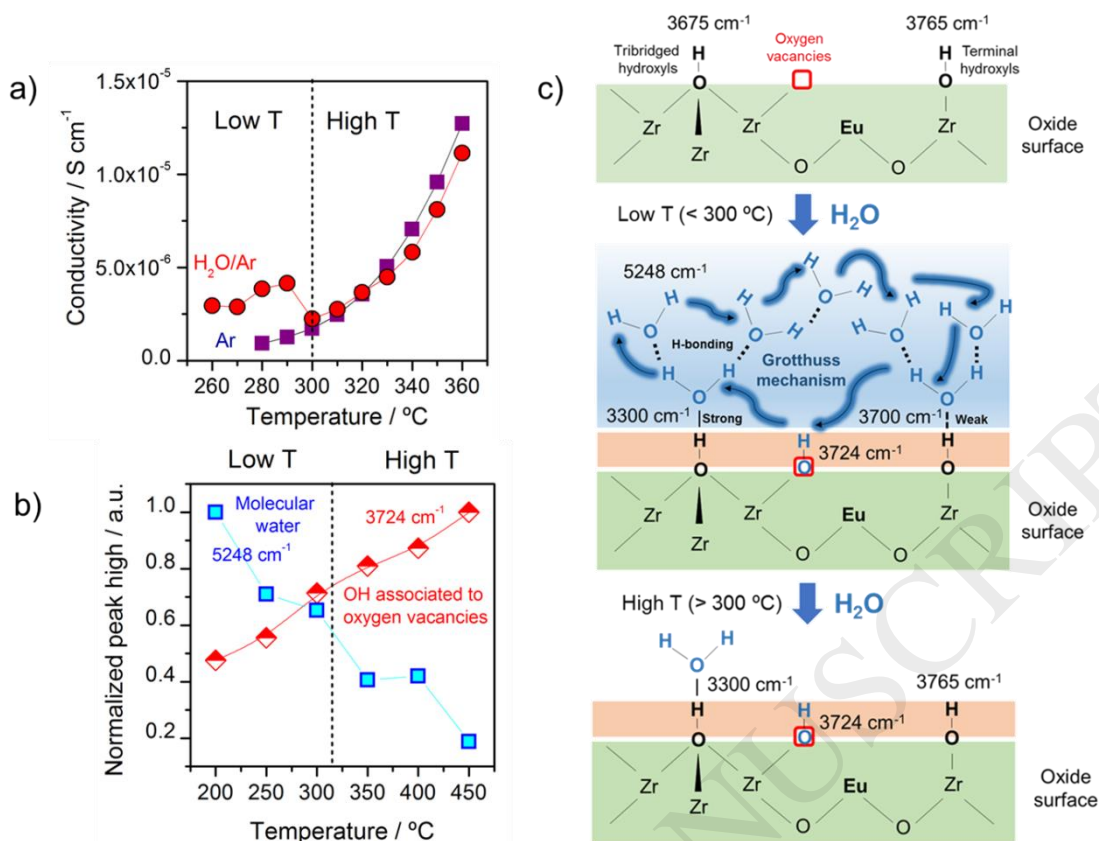 a)
1.5x10⁻⁵
1.0x10⁻⁵
5.0x10⁻⁶
0.0
Conductivity / S cm⁻¹
Low T
High T
H₂O/Ar
Ar
260 280 300 320 340 360
Temperature / ºC
b)
Low T
High T
1.0
0.8
0.6
0.4
0.2
Normalized peak high / a.u.
Molecular
water
5248 cm⁻¹
3724 cm⁻¹
OH associated to
oxygen vacancies
200 250 300 350 400 450
Temperature / ºC
c)
3675 cm⁻¹
3765 cm⁻¹
Tribridged
hydroxyls
H
O
Oxygen
vacancies
H
O
Terminal
hydroxyls
Zr Zr Eu Zr
Zr O O
Oxide
surface
Low T (< 300 ºC)
H₂O
5248 cm⁻¹
H O H
H O H
H O H
H O H
H O H
H-bonding
Grotthuss
mechanism
H O H
H O H
3300 cm⁻¹
Strong
3700 cm⁻¹
Weak
H H H
O O O
3724 cm⁻¹
Zr Zr Eu Zr
Zr O O
Oxide
surface
High T (> 300 ºC)
H₂O
H O H
3300 cm⁻¹
3765 cm⁻¹
H H H
O O O
3724 cm⁻¹
Zr Zr Eu Zr
Zr O O
Oxide
surface
NUSCRIPT